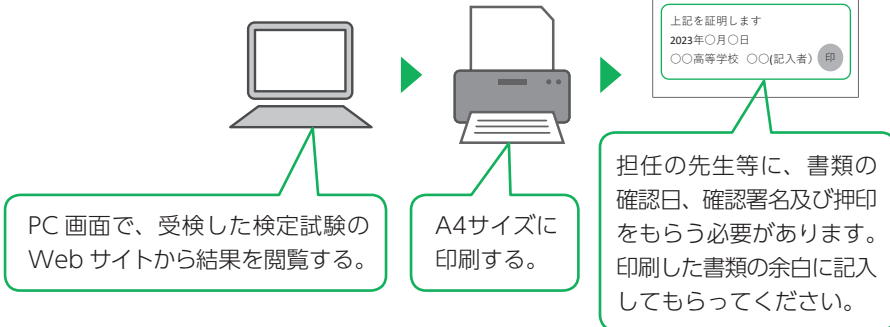 上記を証明します
2023年○月○日
○○高等学校 ○○(記入者) 印
PC 画面で、受検した検定試験の
Web サイトから結果を閲覧する。
A4サイズに
印刷する。
担任の先生等に、書類の
確認日、確認署名及び押印
をもらう必要があります。
印刷した書類の余白に記入
してもらってください。